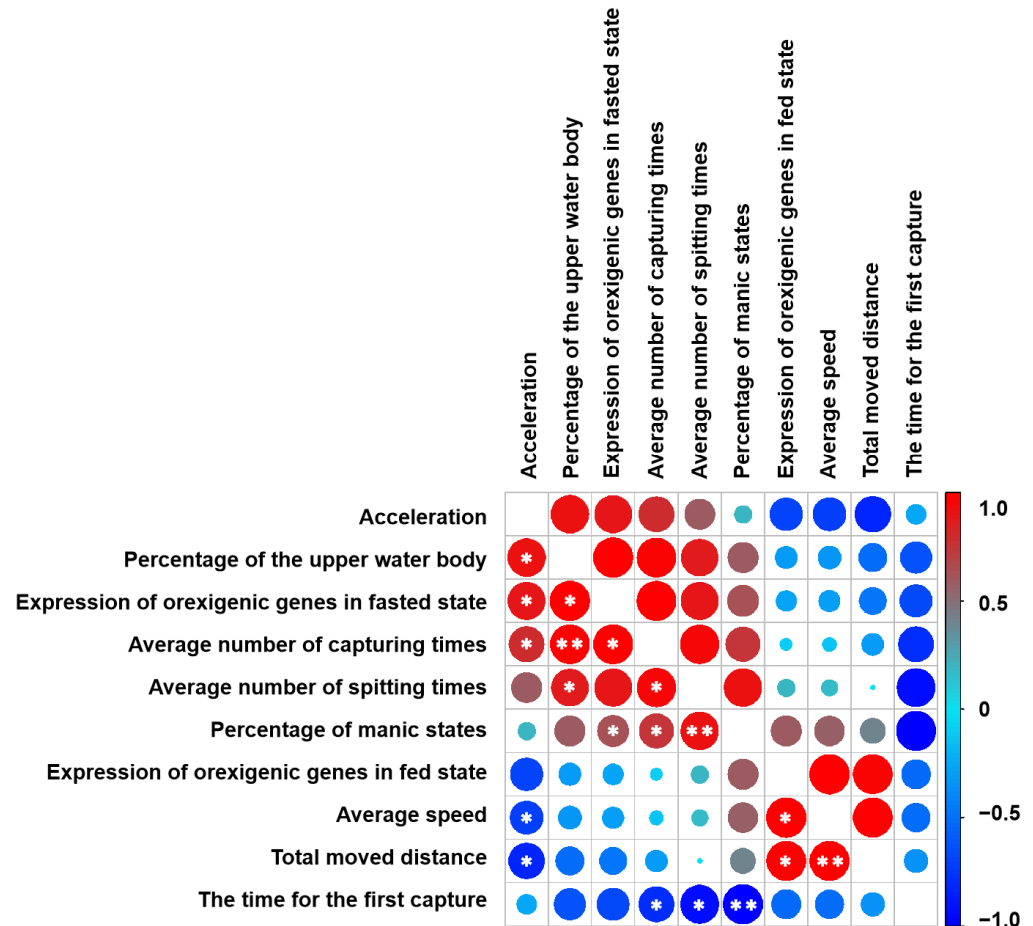 Acceleration
Percentage of the upper water body
Expression of orexigenic genes in fasted state
Average number of capturing times
Average number of spitting times
Percentage of manic states
Expression of orexigenic genes in fed state
Average speed
Total moved distance
The time for the first capture
Acceleration
Percentage of the upper water body *
Expression of orexigenic genes in fasted state * *
Average number of capturing times * ** *
Average number of spitting times * *
Percentage of manic states * * **
Expression of orexigenic genes in fed state
Average speed * *
Total moved distance * * **
The time for the first capture * * **
1.0
0.5
0
−0.5
−1.0